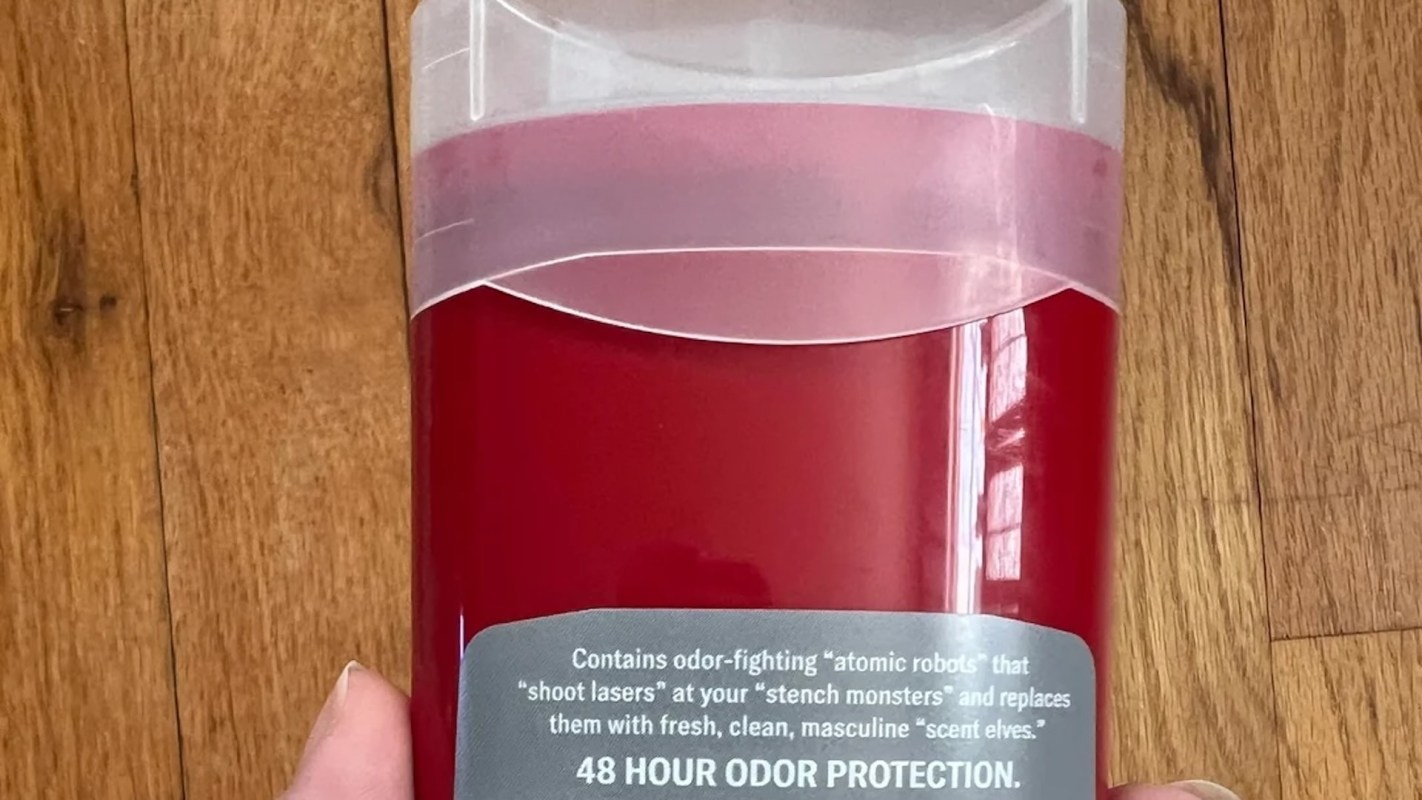 Contains odor-fighting “atomic robots” that
“shoot lasers” at your “stench monsters” and replaces
them with fresh, clean, masculine “scent elves.”
48 HOUR ODOR PROTECTION.